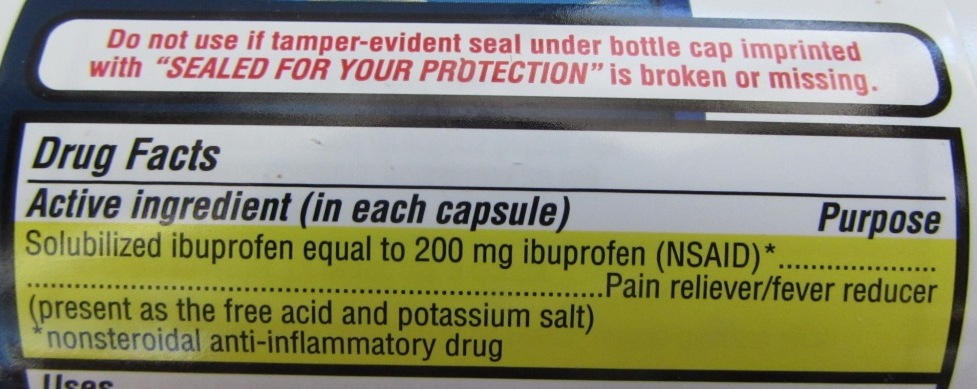 Do not use if tamper-evident seal under bottle cap imprinted
with “SEALED FOR YOUR PROTECTION” is broken or missing.
Drug Facts
Active ingredient (in each capsule) Purpose
Solubilized ibuprofen equal to 200 mg ibuprofen (NSAID)*..................
.................................................................Pain reliever/fever reducer
(present as the free acid and potassium salt)
*nonsteroidal anti-inflammatory drug
Uses